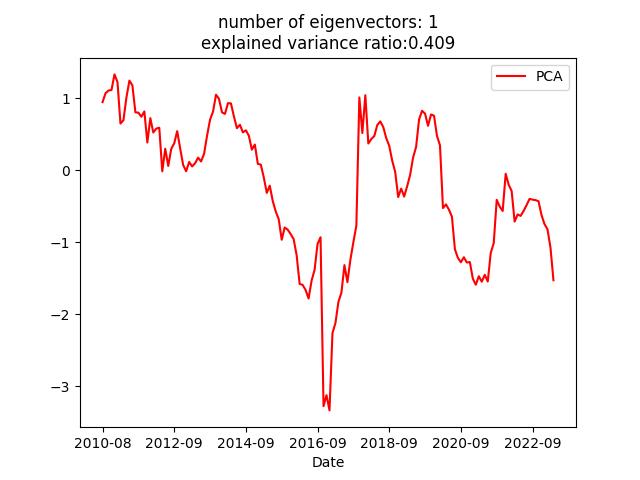 number of eigenvectors: 1
explained variance ratio:0.409
PCA
1
0
−1
−2
−3
2010-08 2012-09 2014-09 2016-09 2018-09 2020-09 2022-09
Date